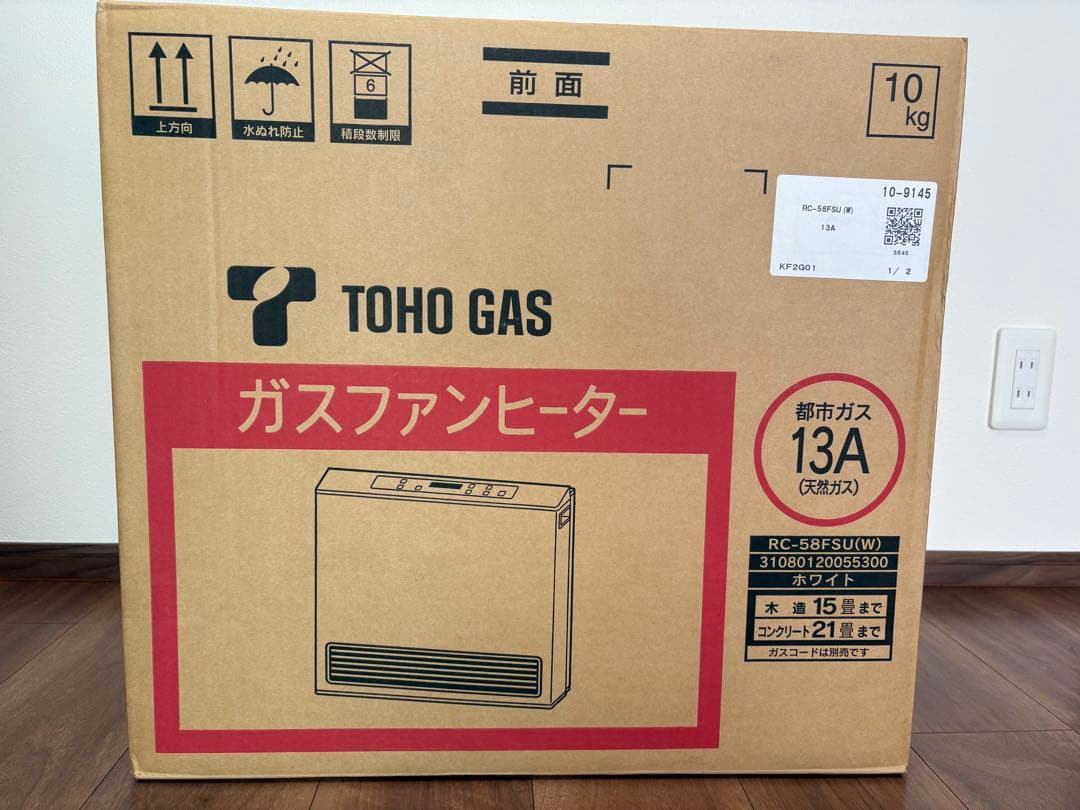 上方向
水ぬれ防止
6
積段数制限
前面
10
kg
10-9145
RC-58FSU(W)
13A
5645
KF2G01
1/ 2
TOHO GAS
ガスファンヒーター
都市ガス
13A
(天然ガス)
RC-58FSU(W)
31080120055300
ホワイト
木造15畳まで
コンクリート21畳まで
ガスコードは別売です